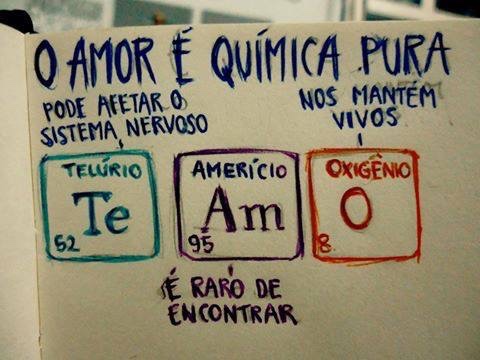 O AMOR É QUÍMICA PURA
PODE AFETAR O
SISTEMA NERVOSO
NOS MANTÉM
VIVOS
TELÚRIO
Te
52
AMERÍCIO
Am
95
OXIGÊNIO
O
8
É RARO DE
ENCONTRAR